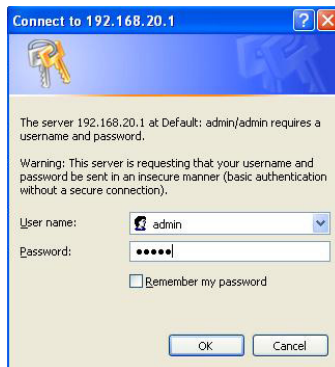 Connect to 192.168.20.1
The server 192.168.20.1 at Default: admin/admin requires a
username and password.
Warning: This server is requesting that your username and
password be sent in an insecure manner (basic authentication
without a secure connection).
User name: admin
Password: •••••
Remember my password
OK Cancel